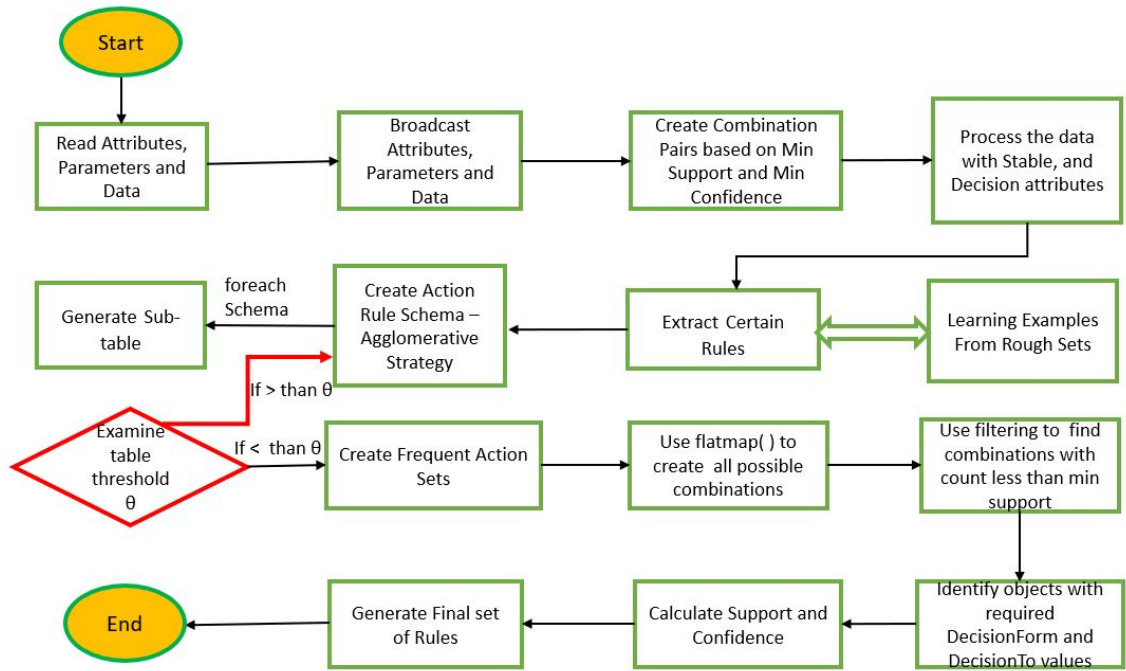 Start
Read Attributes,
Parameters and
Data
Broadcast
Attributes,
Parameters and
Data
Create Combination
Pairs based on Min
Support and Min
Confidence
Process the data
with Stable, and
Decision attributes
Generate Sub-
table
foreach
Schema
Create Action
Rule Schema –
Agglomerative
Strategy
Extract Certain
Rules
Learning Examples
From Rough Sets
If > than θ
Examine
table
threshold
θ
If < than θ
Create Frequent Action
Sets
Use flatmap( ) to
create all possible
combinations
Use filtering to find
combinations with
count less than min
support
End
Generate Final set
of Rules
Calculate Support and
Confidence
Identify objects with
required
DecisionForm and
DecisionTo values